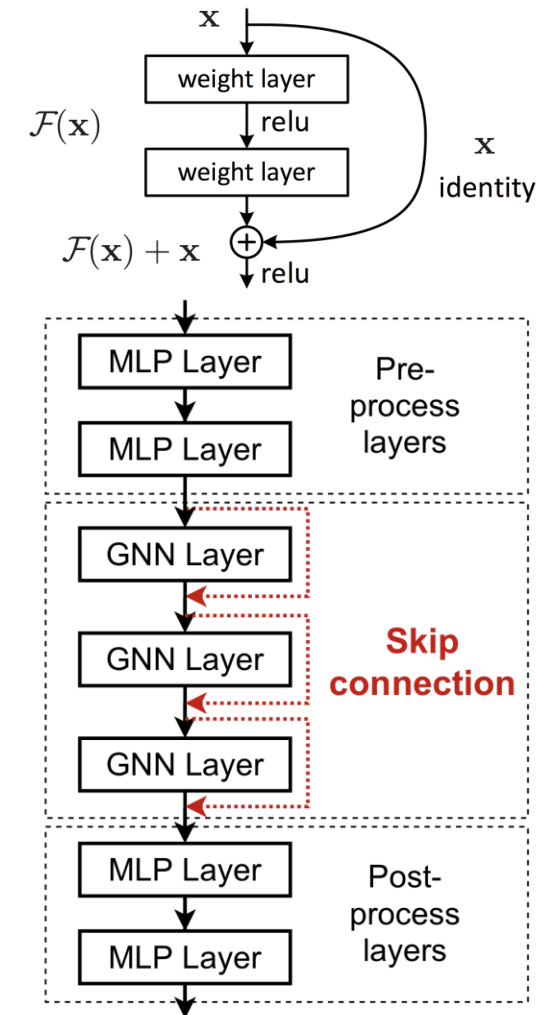 x
weight layer
relu
F(x)
weight layer
x
identity
F(x) + x
relu
MLP Layer
MLP Layer
Pre-
process
layers
GNN Layer
GNN Layer
GNN Layer
Skip
connection
MLP Layer
MLP Layer
Post-
process
layers